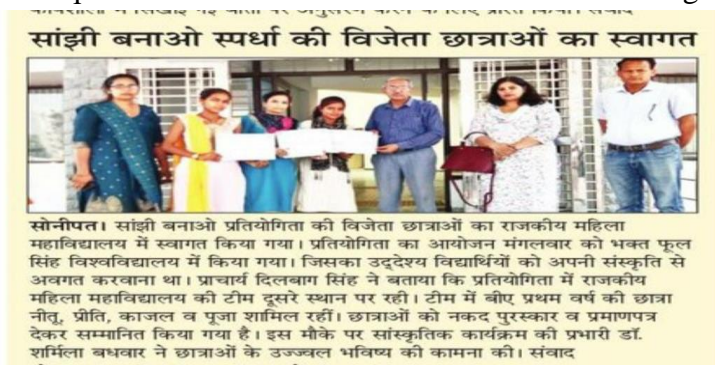 सांझी बनाओ स्पर्धा की विजेता छात्राओं का स्वागत
सोनीपत। सांझी बनाओ प्रतियोगिता की विजेता छात्राओं का राजकीय महिला
महाविद्यालय में स्वागत किया गया। प्रतियोगिता का आयोजन मंगलवार को भक्त फूल
सिंह विश्वविद्यालय में किया गया। जिसका उद्देश्य विद्यार्थियों को अपनी संस्कृति से
अवगत करवाना था। प्राचार्य दिलबाग सिंह ने बताया कि प्रतियोगिता में राजकीय
महिला महाविद्यालय की टीम दूसरे स्थान पर रही। टीम में बीए प्रथम वर्ष की छात्रा
नीतू, प्रीति, काजल व पूजा शामिल रहीं। छात्राओं को नकद पुरस्कार व प्रमाणपत्र
देकर सम्मानित किया गया है। इस मौके पर सांस्कृतिक कार्यक्रम की प्रभारी डॉ.
शर्मिला बधवार ने छात्राओं के उज्ज्वल भविष्य की कामना की। संवाद